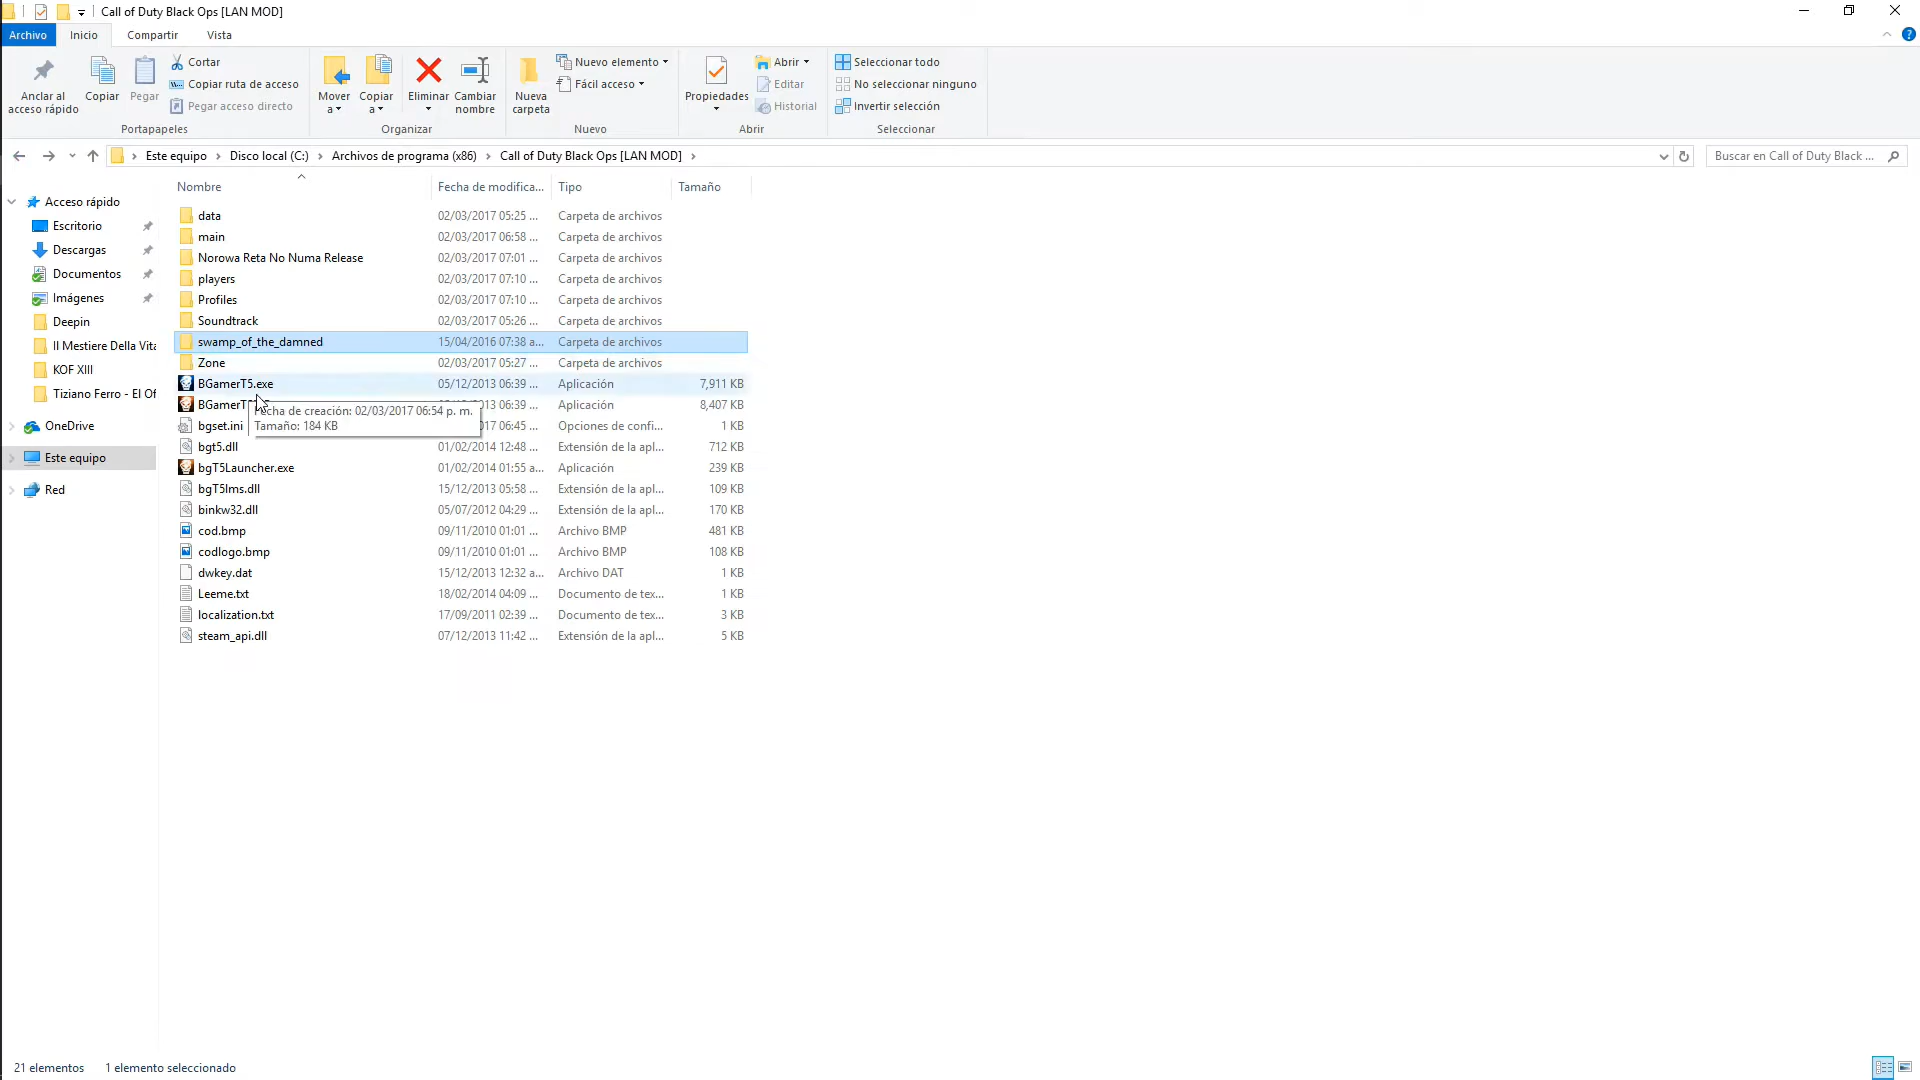 Call of Duty Black Ops [LAN MOD]
Archivo Inicio Compartir Vista
Anclar al acceso rápido
Copiar
Pegar
Cortar
Copiar ruta de acceso
Pegar acceso directo
Portapapeles
Mover a
Copiar a
Eliminar
Cambiar nombre
Organizar
Nueva carpeta
Nuevo elemento
Fácil acceso
Nuevo
Propiedades
Abrir
Editar
Historial
Abrir
Seleccionar todo
No seleccionar ninguno
Invertir selección
Seleccionar
Este equipo > Disco local (C:) > Archivos de programa (x86) > Call of Duty Black Ops [LAN MOD] >
Buscar en Call of Duty Black ...
Acceso rápido
Escritorio
Descargas
Documentos
Imágenes
Deepin
Il Mestiere Della Vita
KOF XIII
Tiziano Ferro - El Of
OneDrive
Este equipo
Red
Nombre Fecha de modifica... Tipo Tamaño
data 02/03/2017 05:25 ... Carpeta de archivos
main 02/03/2017 06:58 ... Carpeta de archivos
Norowa Reta No Numa Release 02/03/2017 07:01 ... Carpeta de archivos
players 02/03/2017 07:10 ... Carpeta de archivos
Profiles 02/03/2017 07:10 ... Carpeta de archivos
Soundtrack 02/03/2017 05:26 ... Carpeta de archivos
swamp_of_the_damned 15/04/2016 07:38 a... Carpeta de archivos
Zone 02/03/2017 05:27 ... Carpeta de archivos
BGamerT5.exe 05/12/2013 06:39 ... Aplicación 7,911 KB
BGamerT 013 06:39 ... Aplicación 8,407 KB
Fecha de creación: 02/03/2017 06:54 p. m.
Tamaño: 184 KB
bgset.ini 017 06:45 ... Opciones de confi... 1 KB
bgt5.dll 01/02/2014 12:48 ... Extensión de la apl... 712 KB
bgT5Launcher.exe 01/02/2014 01:55 a... Aplicación 239 KB
bgT5lms.dll 15/12/2013 05:58 ... Extensión de la apl... 109 KB
binkw32.dll 05/07/2012 04:29 ... Extensión de la apl... 170 KB
cod.bmp 09/11/2010 01:01 ... Archivo BMP 481 KB
codlogo.bmp 09/11/2010 01:01 ... Archivo BMP 108 KB
dwkey.dat 15/12/2013 12:32 a... Archivo DAT 1 KB
Leeme.txt 18/02/2014 04:09 ... Documento de tex... 1 KB
localization.txt 17/09/2011 02:39 ... Documento de tex... 3 KB
steam_api.dll 07/12/2013 11:42 ... Extensión de la apl... 5 KB
21 elementos 1 elemento seleccionado